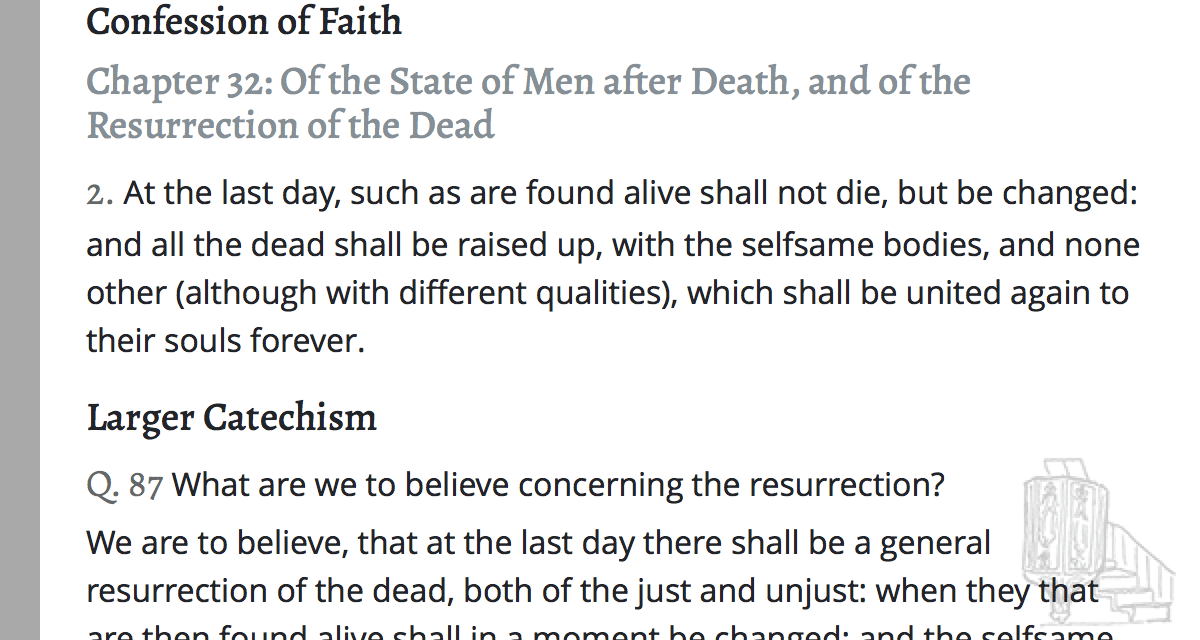 Confession of Faith
Chapter 32: Of the State of Men after Death, and of the
Resurrection of the Dead
2. At the last day, such as are found alive shall not die, but be changed:
and all the dead shall be raised up, with the selfsame bodies, and none
other (although with different qualities), which shall be united again to
their souls forever.
Larger Catechism
Q. 87 What are we to believe concerning the resurrection?
We are to believe, that at the last day there shall be a general
resurrection of the dead, both of the just and unjust: when they that
are then found alive shall in a moment be changed; and the selfsame